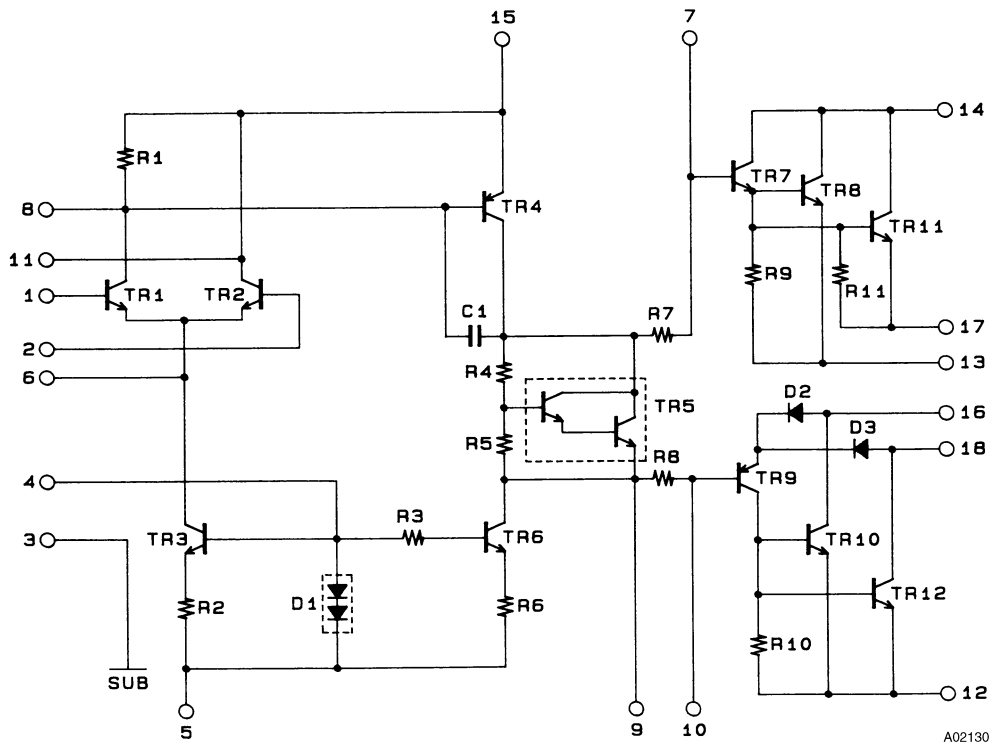 15
7
14
R1
TR7
TR8
8
TR4
TR11
11
R9
R11
1
TR1
TR2
C1
R7
17
2
13
6
R4
D2
TR5
16
D3
R5
18
R8
4
TR9
R3
3
TR3
TR6
TR10
D1
TR12
R2
R6
R10
SUB
12
5
9
10
A02130